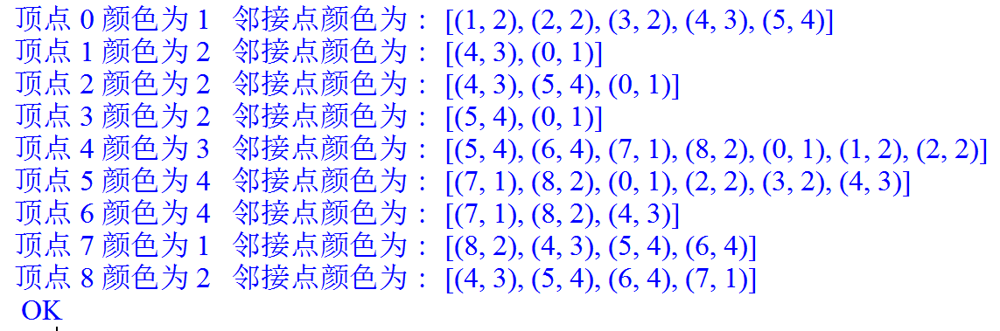 顶点 0 颜色为 1 邻接点颜色为： [(1, 2), (2, 2), (3, 2), (4, 3), (5, 4)]
顶点 1 颜色为 2 邻接点颜色为： [(4, 3), (0, 1)]
顶点 2 颜色为 2 邻接点颜色为： [(4, 3), (5, 4), (0, 1)]
顶点 3 颜色为 2 邻接点颜色为： [(5, 4), (0, 1)]
顶点 4 颜色为 3 邻接点颜色为： [(5, 4), (6, 4), (7, 1), (8, 2), (0, 1), (1, 2), (2, 2)]
顶点 5 颜色为 4 邻接点颜色为： [(7, 1), (8, 2), (0, 1), (2, 2), (3, 2), (4, 3)]
顶点 6 颜色为 4 邻接点颜色为： [(7, 1), (8, 2), (4, 3)]
顶点 7 颜色为 1 邻接点颜色为： [(8, 2), (4, 3), (5, 4), (6, 4)]
顶点 8 颜色为 2 邻接点颜色为： [(4, 3), (5, 4), (6, 4), (7, 1)]
OK